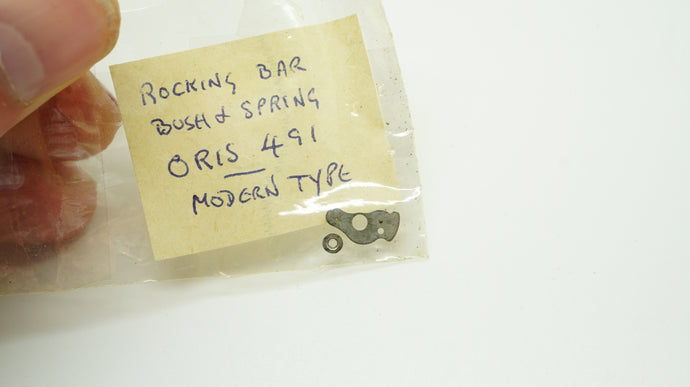 ROCKING BAR
BUSH & SPRING
ORIS 491
MODERN TYPE